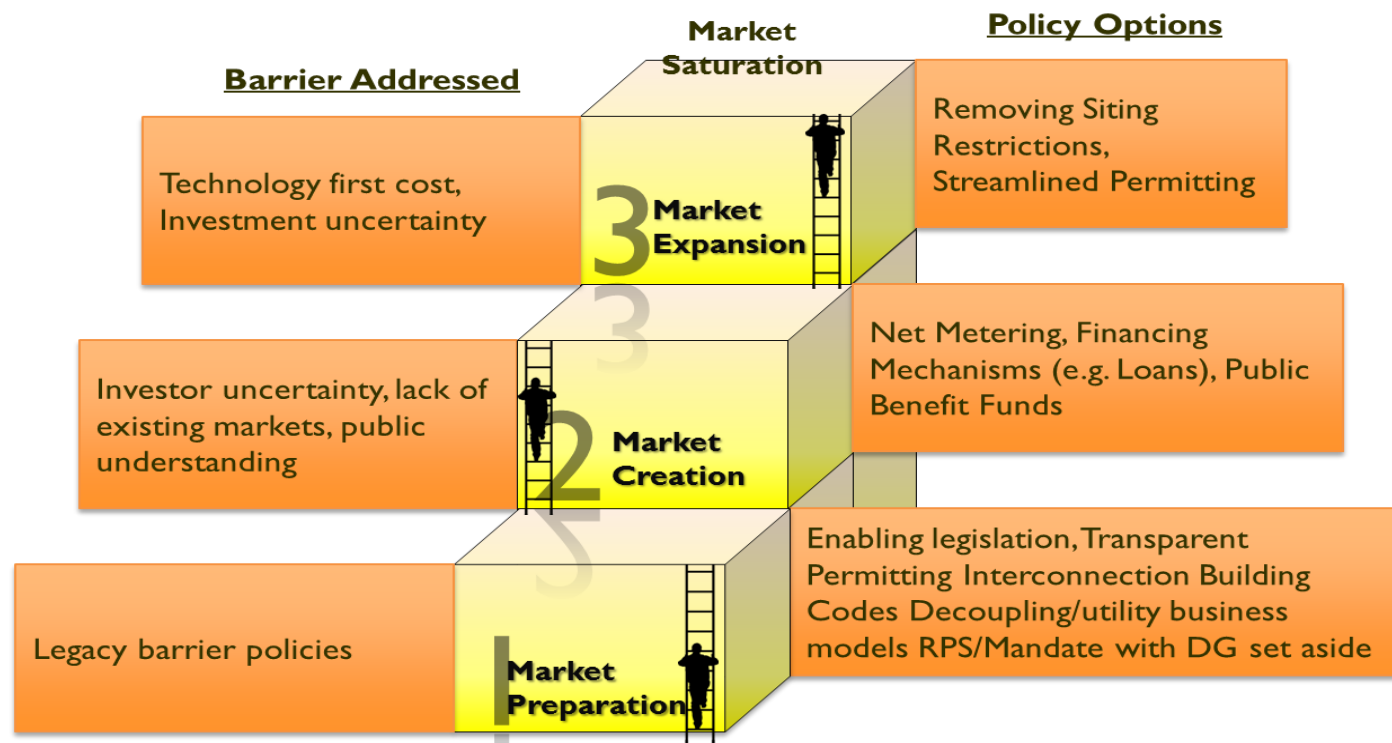 Barrier Addressed
Market
Saturation
Policy Options
Technology first cost,
Investment uncertainty
3
Market
Expansion
Removing Siting
Restrictions,
Streamlined Permitting
Investor uncertainty, lack of
existing markets, public
understanding
2
Market
Creation
Net Metering, Financing
Mechanisms (e.g. Loans), Public
Benefit Funds
Legacy barrier policies
1
Market
Preparation
Enabling legislation, Transparent
Permitting Interconnection Building
Codes Decoupling/utility business
models RPS/Mandate with DG set aside